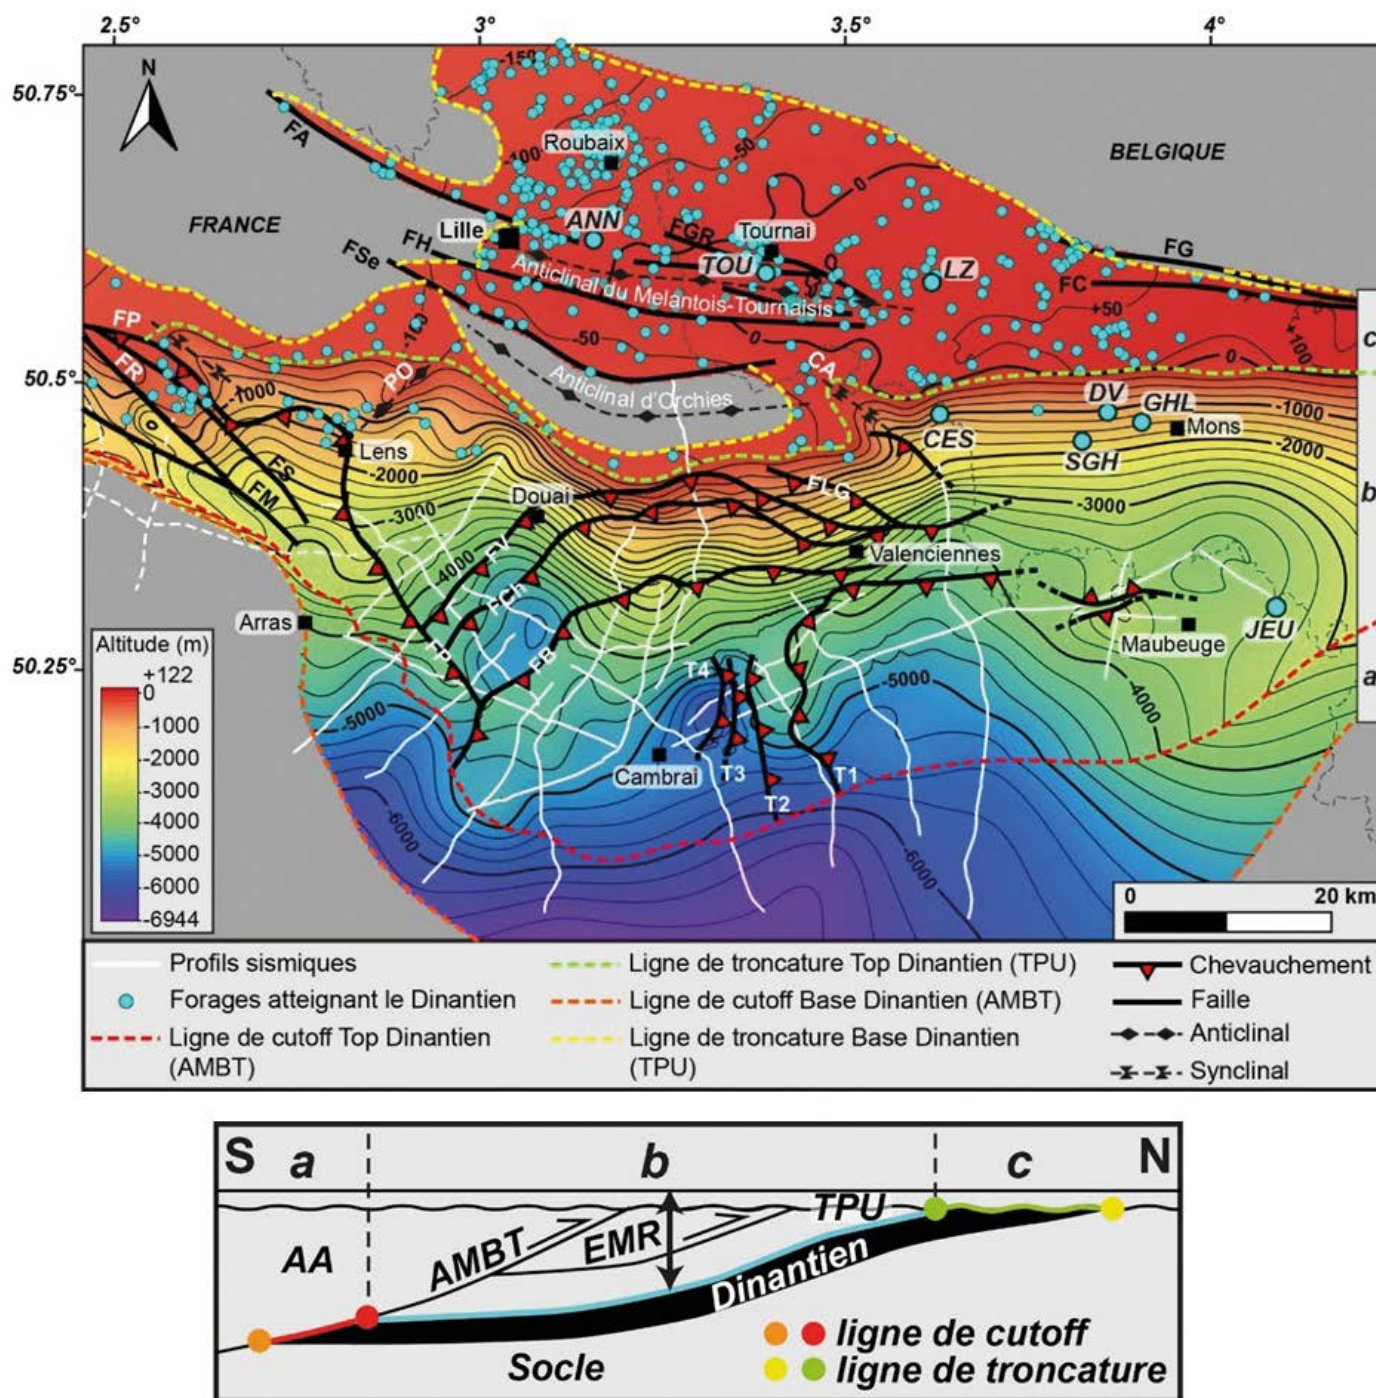 2.5° 3° 3.5° 4°
50.75°
50.5°
50.25°
N
-150
FA
Roubaix
-100
-50
0
BELGIQUE
FRANCE
Lille
ANN
FGR
Tournai
FG
FSe
FH
TOU
LZ
FC
Anticlinal du Mélantois-Tournaisis
+50
+100
c
FP
-100
-50
0
0
FR
PO
CA
Anticlinal d'Orchies
-1000
DV
GHL
-1000
Mons
0
CES
SGH
-2000
Lens
-2000
FS
FM
Douai
FLG
-3000
b
-3000
Valenciennes
-4000
FV
FCh
Arras
JEU
Maubeuge
FB
T4
-5000
a
-5000
-4000
Cambrai
T3
T2
T1
-6000
-6000
Altitude (m)
+122
0
-1000
-2000
-3000
-4000
-5000
-6000
-6944
0 20 km
Profils sismiques
Forages atteignant le Dinantien
Ligne de cutoff Top Dinantien
(AMBT)
Ligne de troncature Top Dinantien (TPU)
Ligne de cutoff Base Dinantien (AMBT)
Ligne de troncature Base Dinantien
(TPU)
Chevauchement
Faille
Anticlinal
Synclinal
S a b c N
TPU
AA
AMBT
EMR
Dinantien
ligne de cutoff
ligne de troncature
Socle